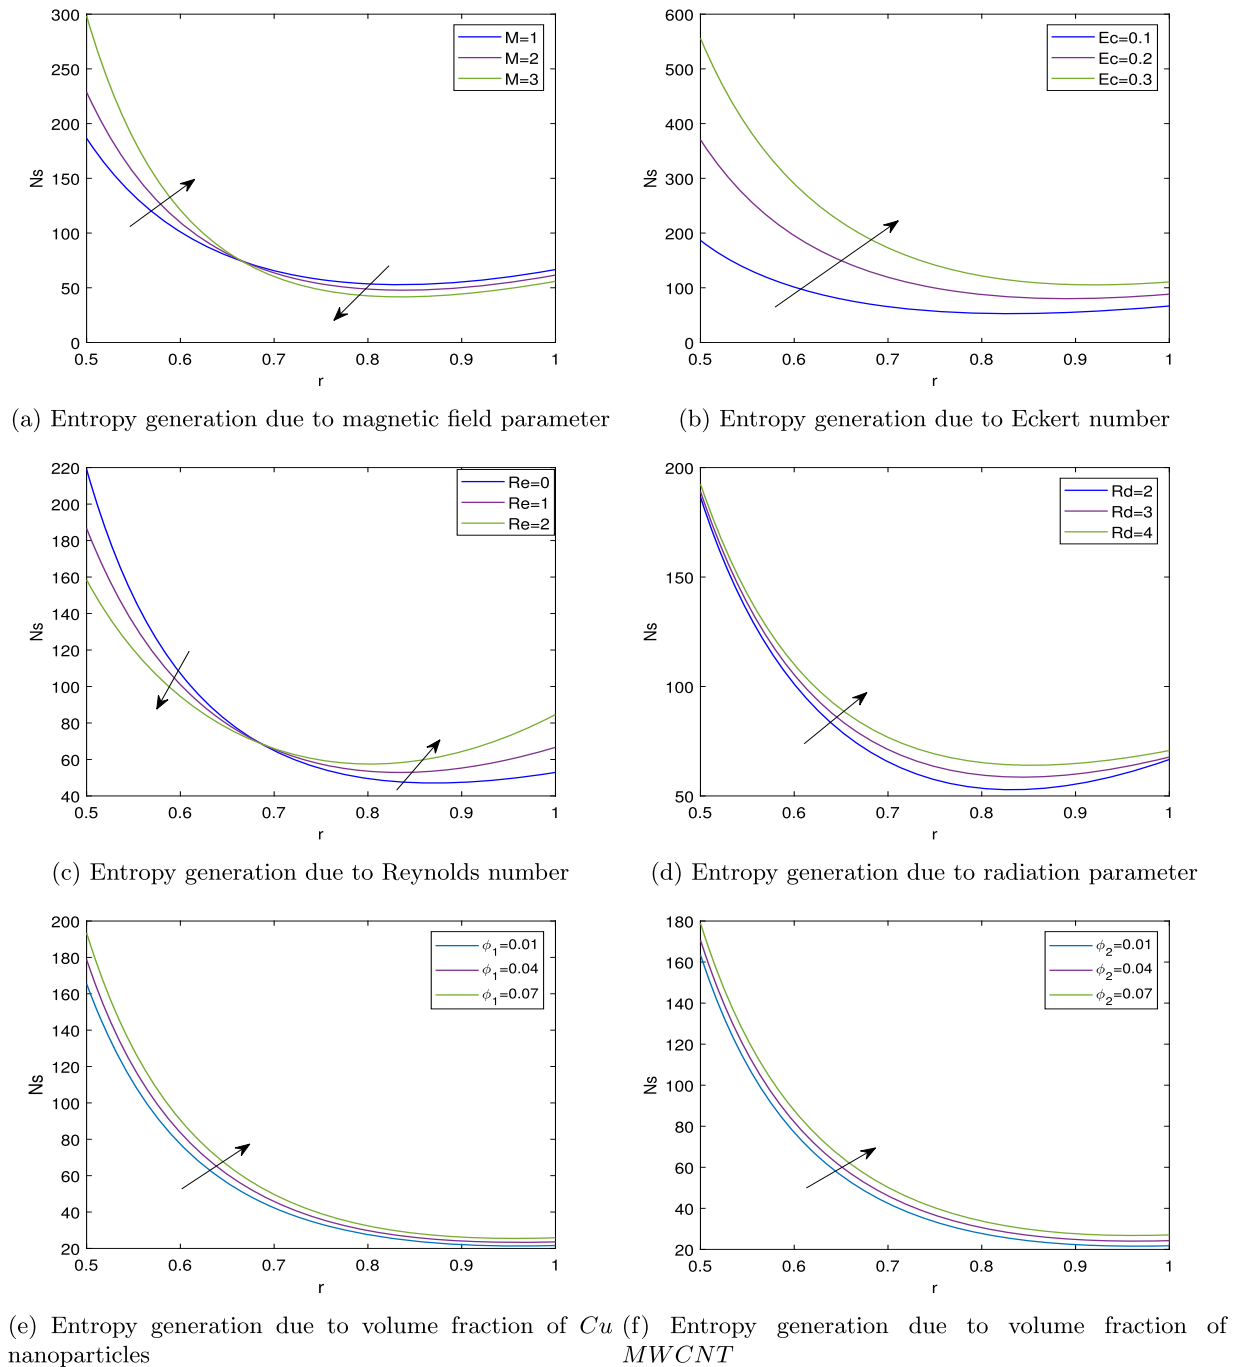 300
250
200
150
100
50
0
Ns
M=1
M=2
M=3
0.5 0.6 0.7 0.8 0.9 1
r
(a) Entropy generation due to magnetic field parameter
600
500
400
300
200
100
0
Ns
Ec=0.1
Ec=0.2
Ec=0.3
0.5 0.6 0.7 0.8 0.9 1
r
(b) Entropy generation due to Eckert number
220
200
180
160
140
120
100
80
60
40
Ns
Re=0
Re=1
Re=2
0.5 0.6 0.7 0.8 0.9 1
r
(c) Entropy generation due to Reynolds number
200
150
100
50
Ns
Rd=2
Rd=3
Rd=4
0.5 0.6 0.7 0.8 0.9 1
r
(d) Entropy generation due to radiation parameter
200
180
160
140
120
100
80
60
40
20
Ns
ϕ1=0.01
ϕ1=0.04
ϕ1=0.07
0.5 0.6 0.7 0.8 0.9 1
r
(e) Entropy generation due to volume fraction of Cu
nanoparticles
180
160
140
120
100
80
60
40
20
Ns
ϕ2=0.01
ϕ2=0.04
ϕ2=0.07
0.5 0.6 0.7 0.8 0.9 1
r
(f) Entropy generation due to volume fraction of
MWCNT